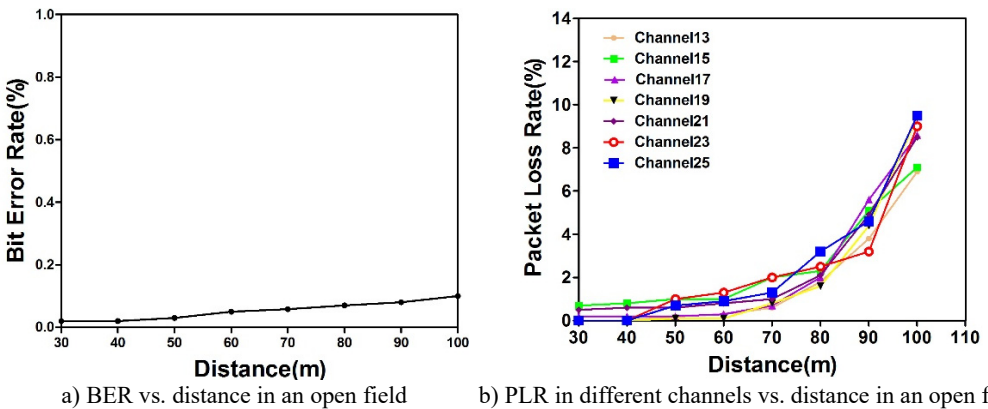 1.0
0.8
0.6
0.4
0.2
0.0
Bit Error Rate(%)
30 40 50 60 70 80 90 100
Distance(m)
a) BER vs. distance in an open field
14
12
10
8
6
4
2
0
Packet Loss Rate(%)
Channel13
Channel15
Channel17
Channel19
Channel21
Channel23
Channel25
30 40 50 60 70 80 90 100 110
Distance(m)
b) PLR in different channels vs. distance in an open f